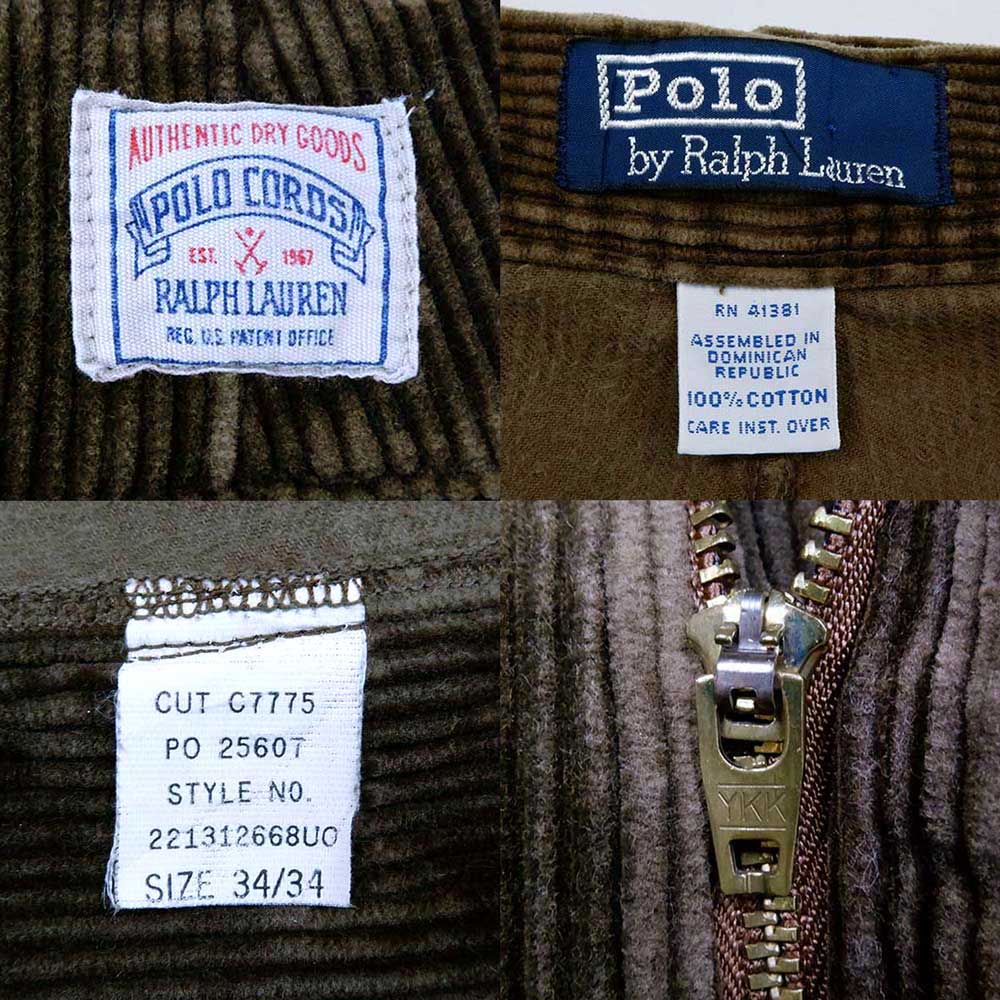 AUTHENTIC DRY GOODS
POLO CORDS
EST. 1967
RALPH LAUREN
REG. U.S. PATENT OFFICE
Polo
by Ralph Lauren
RN 41381
ASSEMBLED IN
DOMINICAN
REPUBLIC
100% COTTON
CARE INST. OVER
CUT C7775
PO 25607
STYLE NO.
221312668UO
SIZE 34/34
YKK